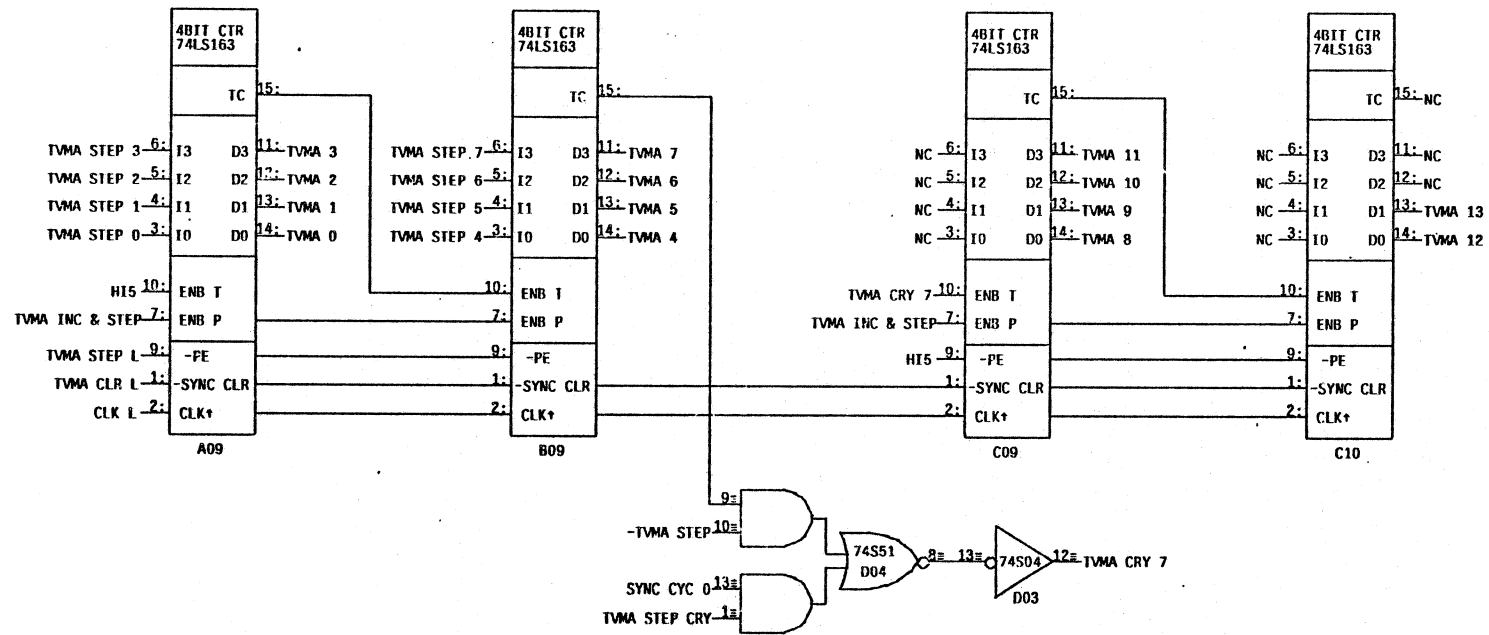 4BIT CTR
74LS163
TC 15:
TVMA STEP 3 6: I3 D3 11: TVMA 3
TVMA STEP 2 5: I2 D2 12: TVMA 2
TVMA STEP 1 4: I1 D1 13: TVMA 1
TVMA STEP 0 3: I0 D0 14: TVMA 0
HI5 10: ENB T
TVMA INC & STEP 7: ENB P
TVMA STEP L 9: -PE
TVMA CLR L 1: -SYNC CLR
CLK L 2: CLK↑
A09
4BIT CTR
74LS163
TC 15:
TVMA STEP 7 6: I3 D3 11: TVMA 7
TVMA STEP 6 5: I2 D2 12: TVMA 6
TVMA STEP 5 4: I1 D1 13: TVMA 5
TVMA STEP 4 3: I0 D0 14: TVMA 4
10: ENB T
7: ENB P
9: -PE
1: -SYNC CLR
2: CLK↑
B09
4BIT CTR
74LS163
TC 15:
NC 6: I3 D3 11: TVMA 11
NC 5: I2 D2 12: TVMA 10
NC 4: I1 D1 13: TVMA 9
NC 3: I0 D0 14: TVMA 8
TVMA CRY 7 10: ENB T
TVMA INC & STEP 7: ENB P
HI5 9: -PE
1: -SYNC CLR
2: CLK↑
C09
4BIT CTR
74LS163
TC 15: NC
NC 6: I3 D3 11: NC
NC 5: I2 D2 12: NC
NC 4: I1 D1 13: TVMA 13
NC 3: I0 D0 14: TVMA 12
10: ENB T
7: ENB P
9: -PE
1: -SYNC CLR
2: CLK↑
C10
9≡
-TVMA STEP 10≡
SYNC CYC 0 13≡
TVMA STEP CRY 1≡
74S51
D04
8≡ 13≡ 74S04 12≡ TVMA CRY 7
D03